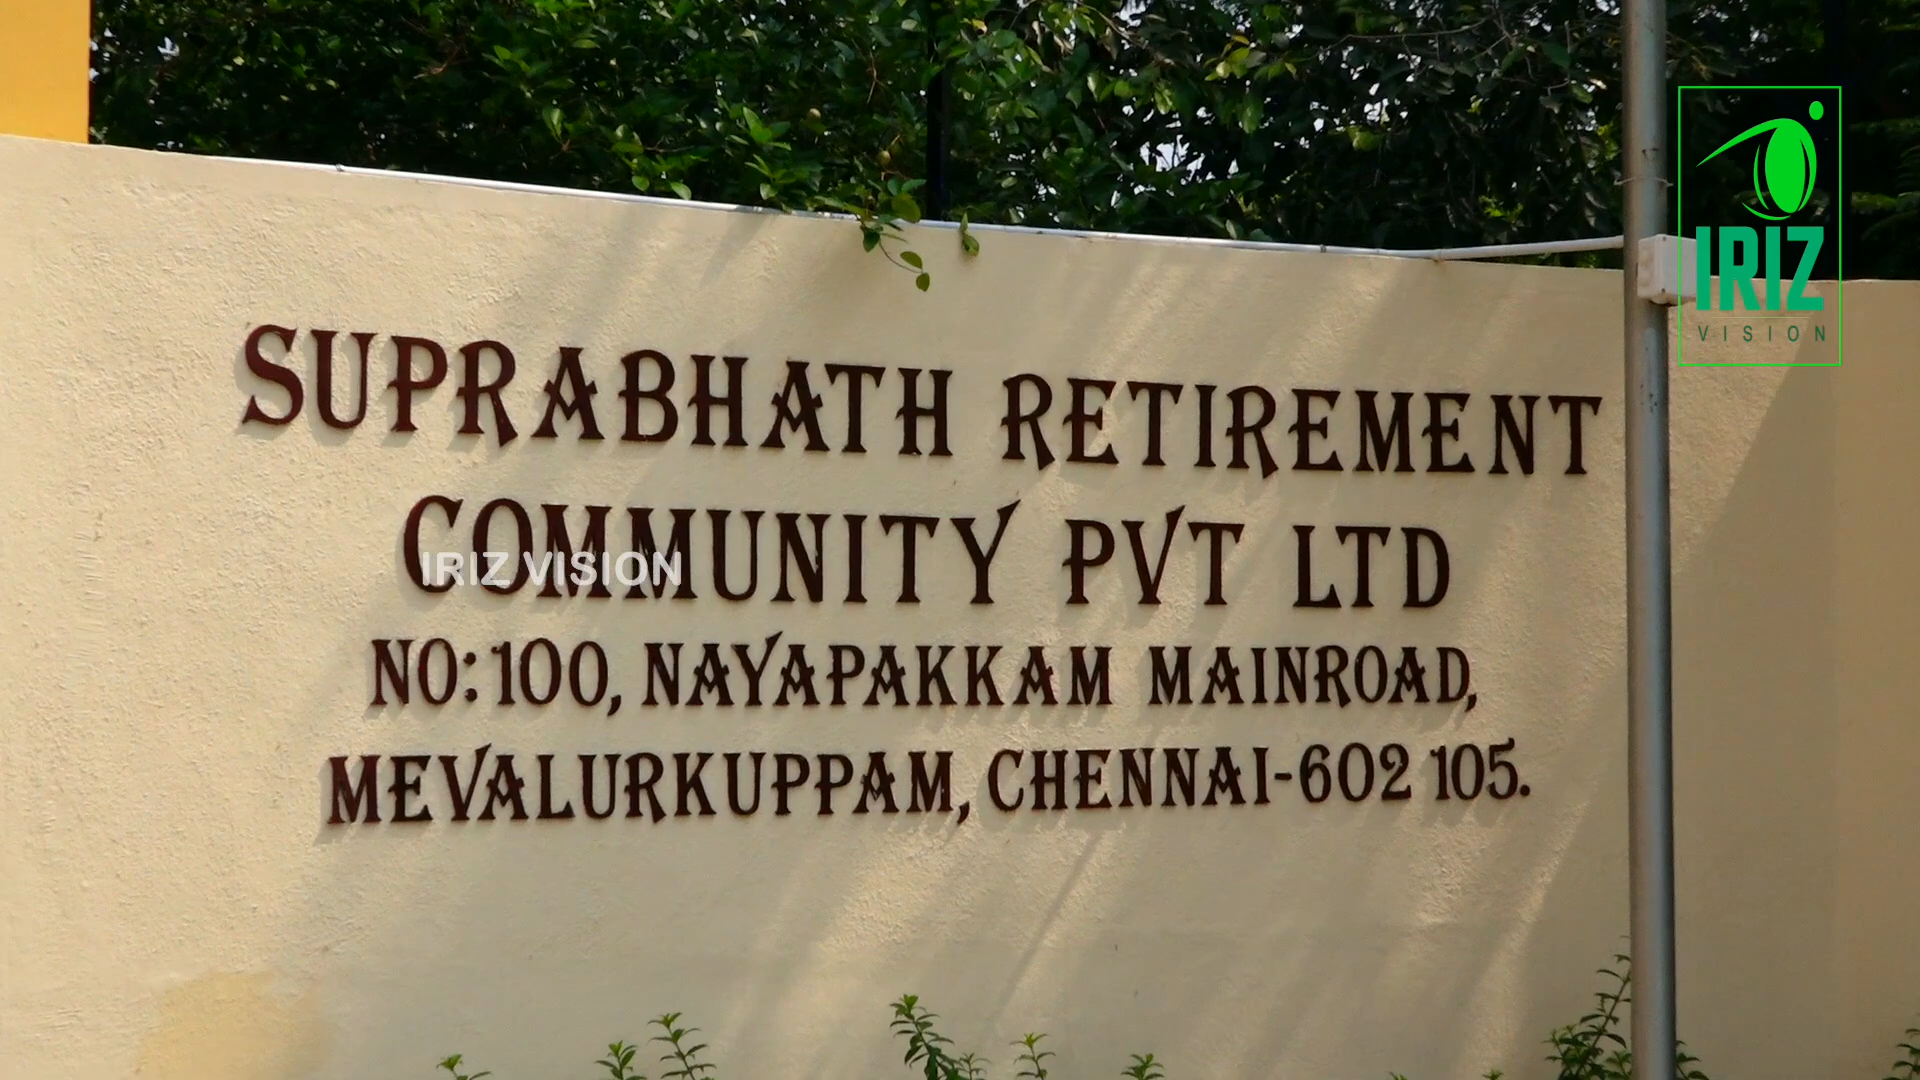 SUPRABHATH RETIREMENT
COMMUNITY PVT LTD
NO:100, NAYAPAKKAM MAINROAD,
MEVALURKUPPAM, CHENNAI-602 105.
IRIZ VISION
IRIZ
VISION